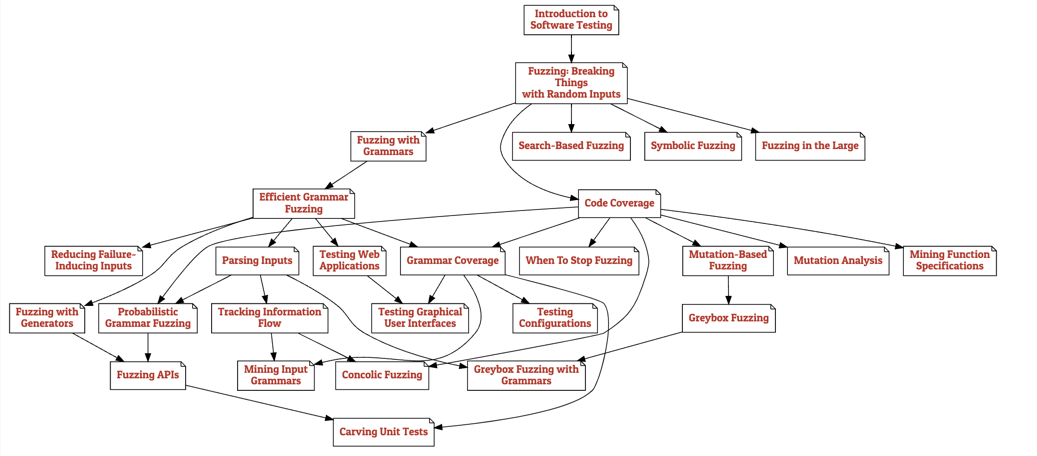 Introduction to
Software Testing
Fuzzing: Breaking
Things
with Random Inputs
Fuzzing with
Grammars
Search-Based Fuzzing
Symbolic Fuzzing
Fuzzing in the Large
Efficient Grammar
Fuzzing
Code Coverage
Reducing Failure-
Inducing Inputs
Parsing Inputs
Testing Web
Applications
Grammar Coverage
When To Stop Fuzzing
Mutation-Based
Fuzzing
Mutation Analysis
Mining Function
Specifications
Fuzzing with
Generators
Probabilistic
Grammar Fuzzing
Tracking Information
Flow
Testing Graphical
User Interfaces
Testing
Configurations
Greybox Fuzzing
Fuzzing APIs
Mining Input
Grammars
Concolic Fuzzing
Greybox Fuzzing with
Grammars
Carving Unit Tests